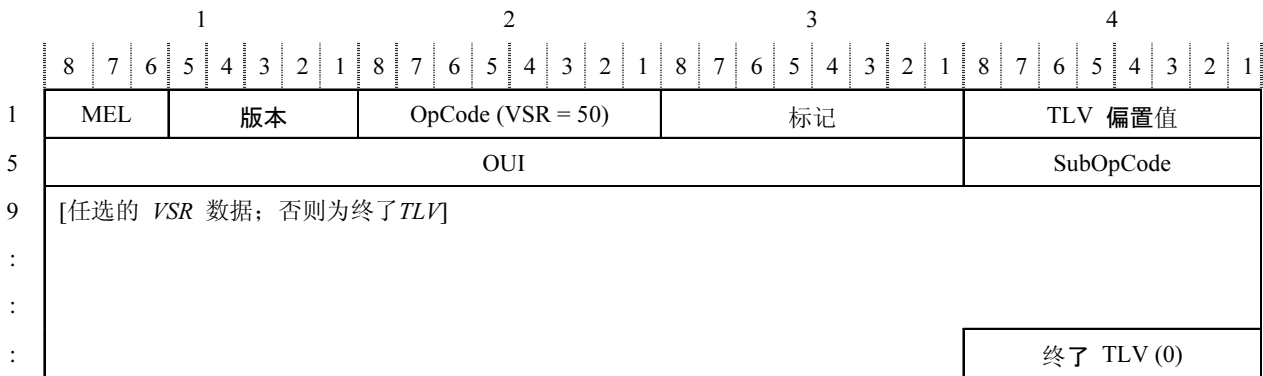 1 2 3 4
8 7 6 5 4 3 2 1 8 7 6 5 4 3 2 1 8 7 6 5 4 3 2 1 8 7 6 5 4 3 2 1
1 MEL 版本 OpCode (VSR = 50) 标记 TLV 偏置值
5 OUI SubOpCode
9 [任选的 VSR 数据；否则为终了TLV]
:
:
: 终了 TLV (0)